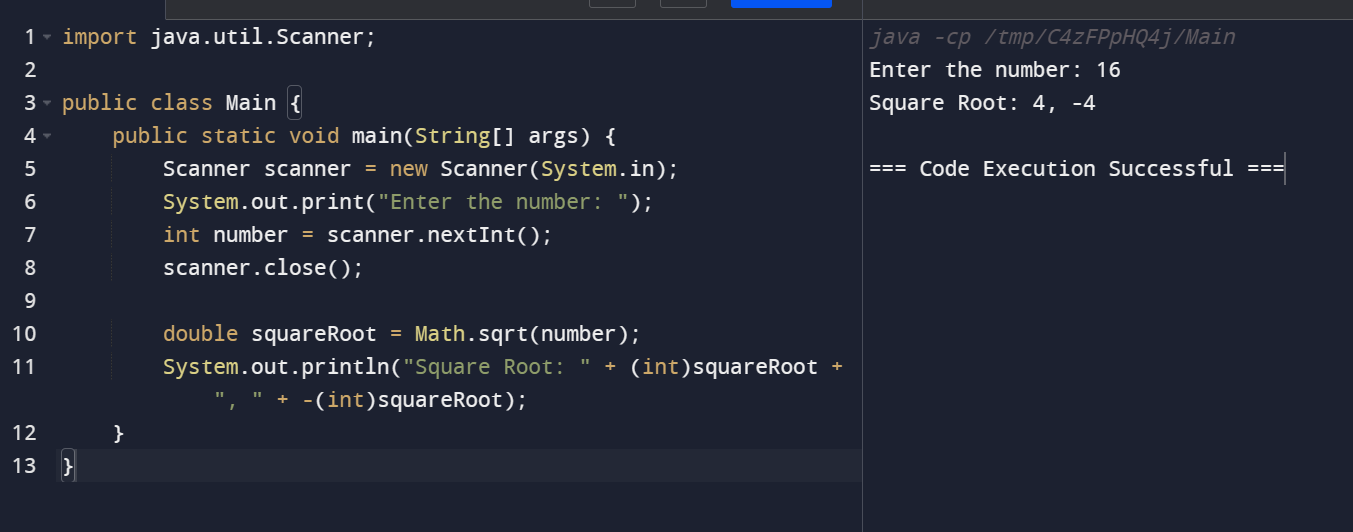 1 import java.util.Scanner;
2
3 public class Main {
4     public static void main(String[] args) {
5         Scanner scanner = new Scanner(System.in);
6         System.out.print("Enter the number: ");
7         int number = scanner.nextInt();
8         scanner.close();
9
10         double squareRoot = Math.sqrt(number);
11         System.out.println("Square Root: " + (int)squareRoot +
            ", " + -(int)squareRoot);
12     }
13 }
java -cp /tmp/C4zFPpHQ4j/Main
Enter the number: 16
Square Root: 4, -4
=== Code Execution Successful ===